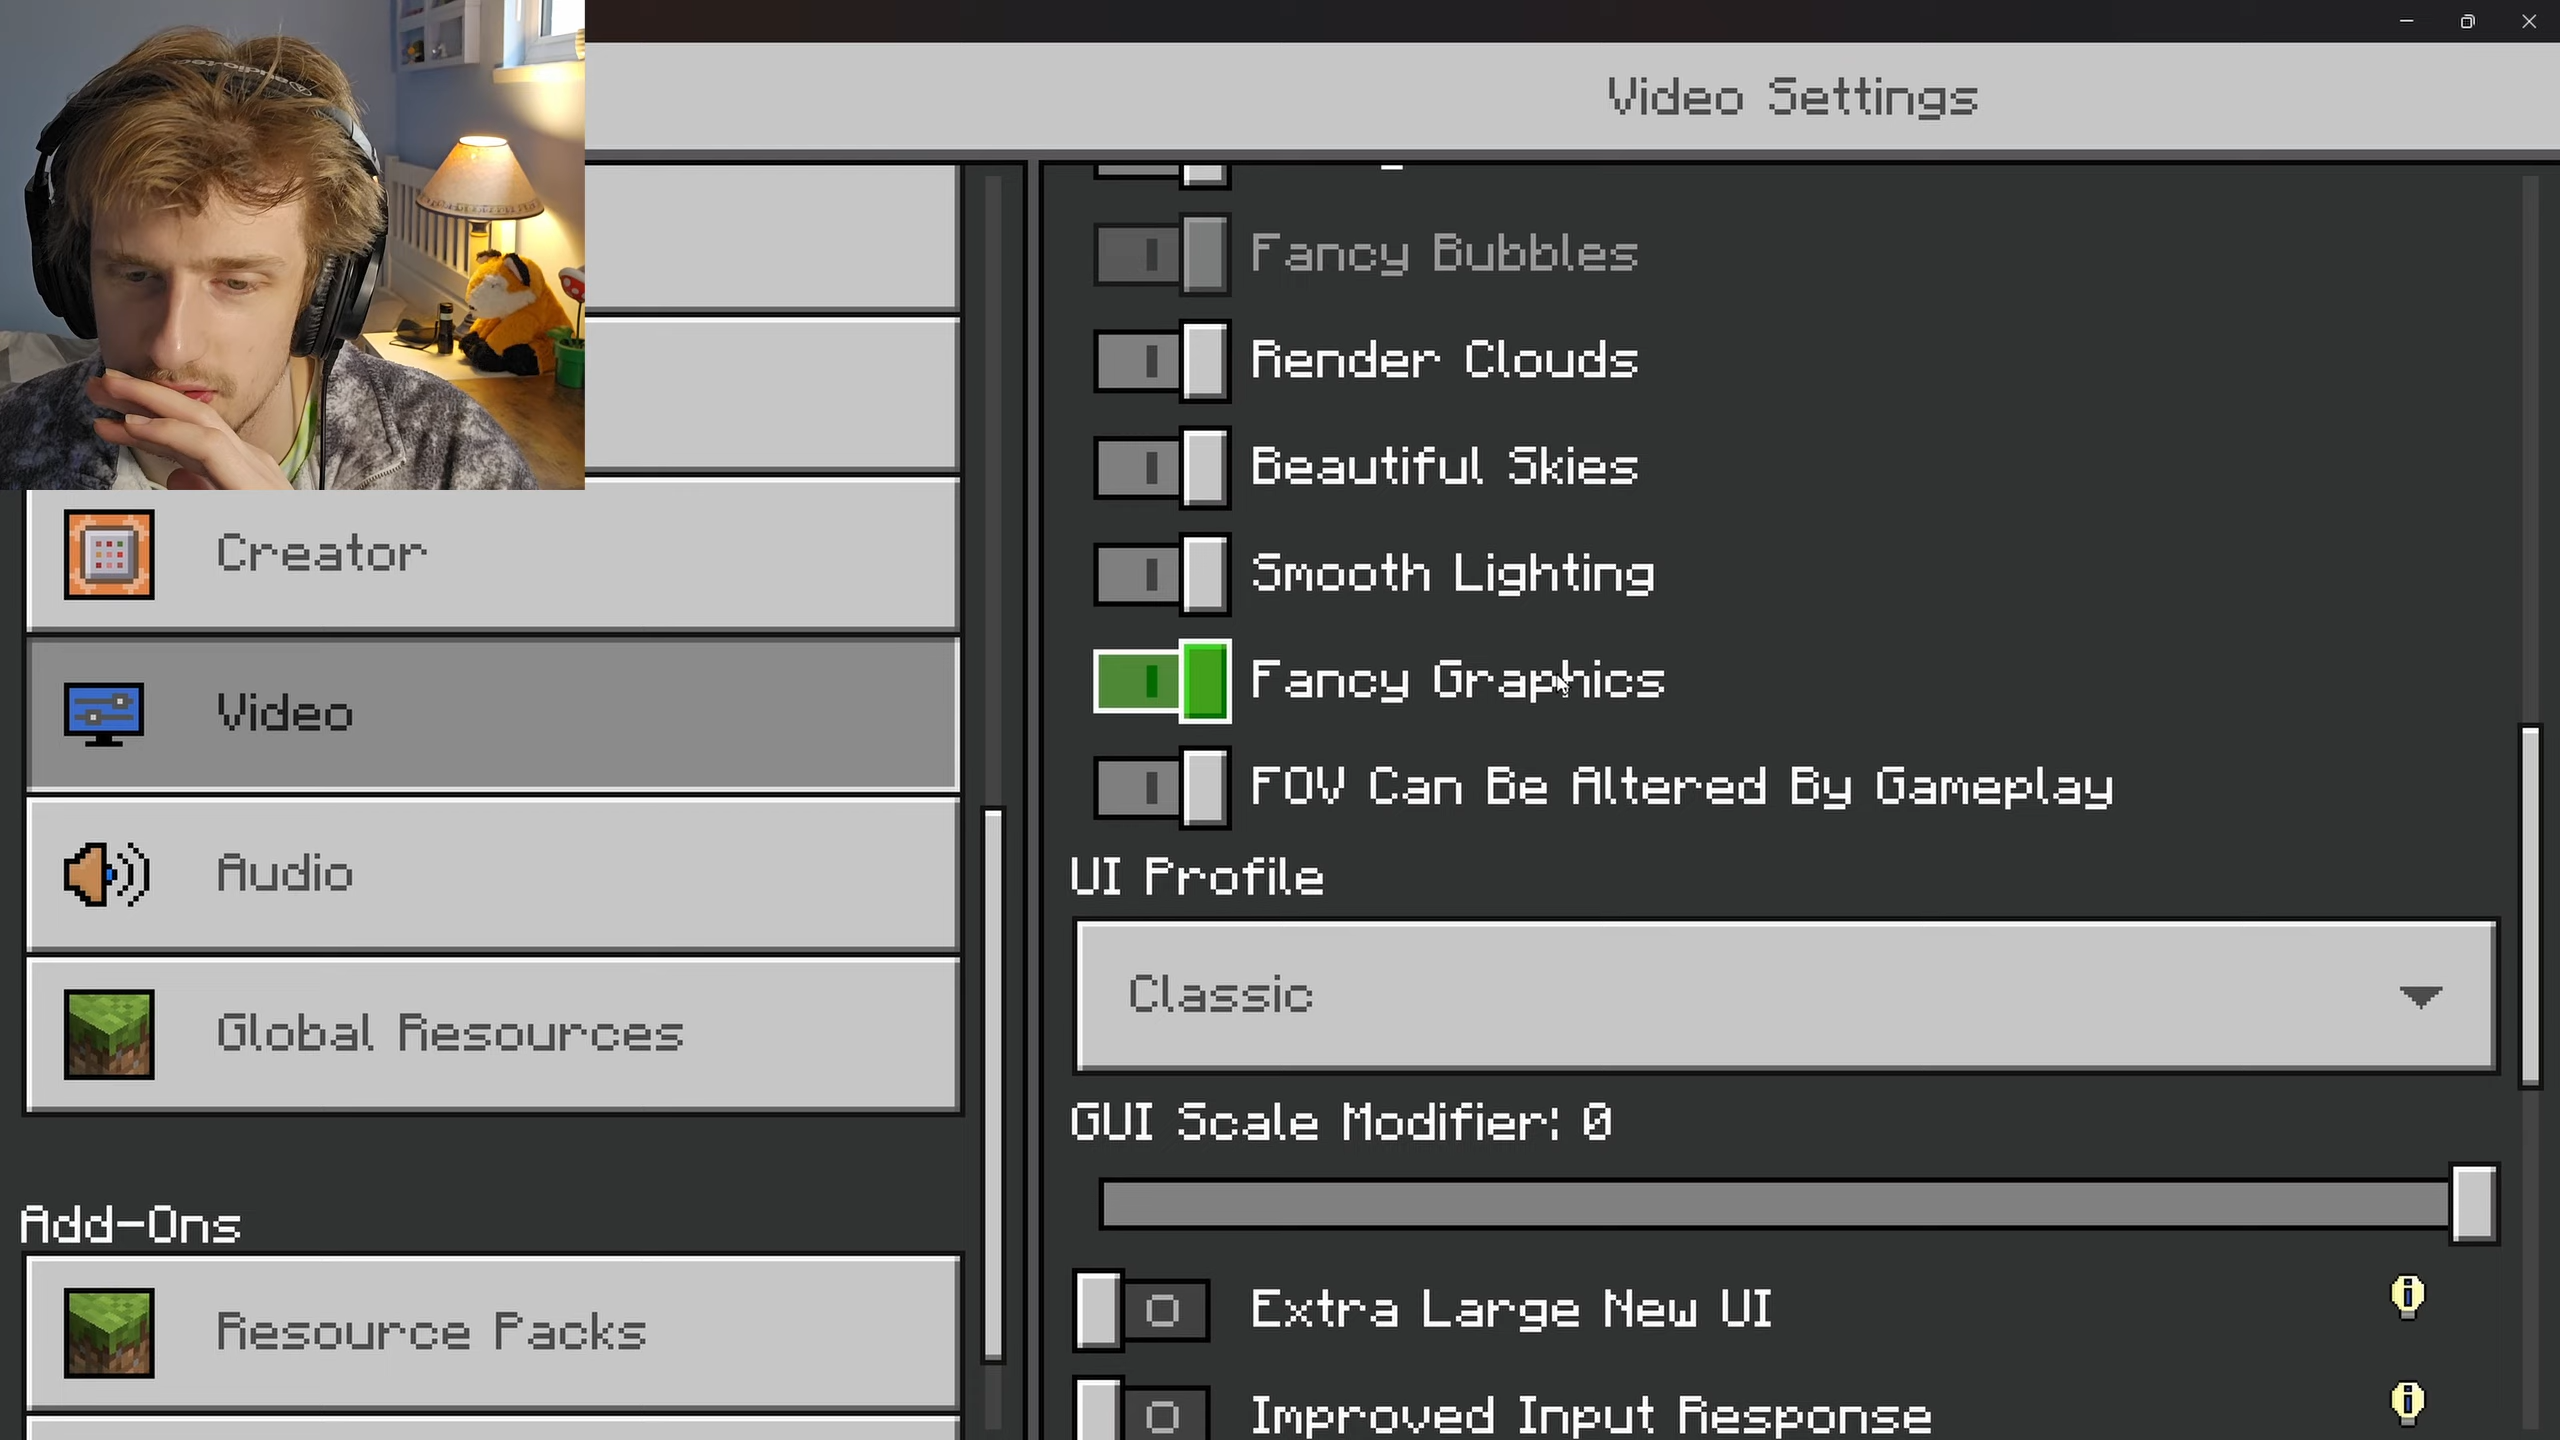 audio-technica
Video Settings
Fancy Bubbles
Render Clouds
Beautiful Skies
Smooth Lighting
Fancy Graphics
FOV Can Be Altered By Gameplay
UI Profile
Classic
GUI Scale Modifier: 0
Extra Large New UI
Improved Input Response
Creator
Video
Audio
Global Resources
Add-Ons
Resource Packs